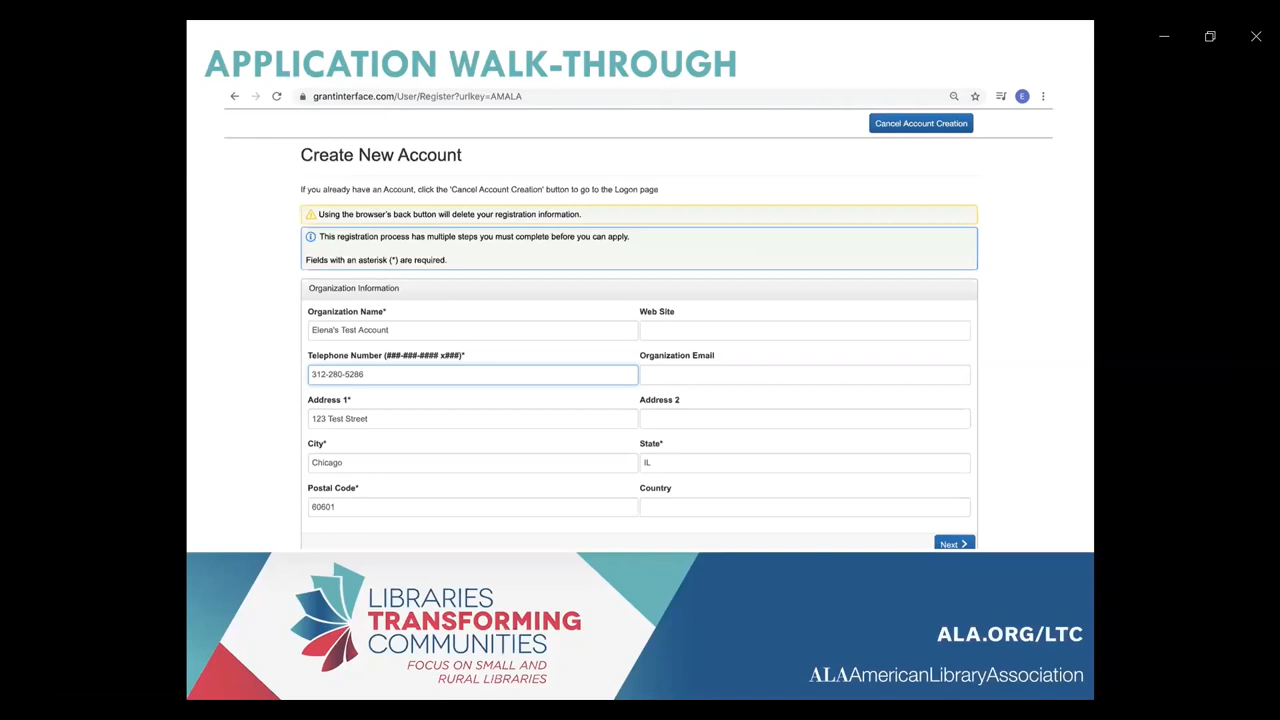 APPLICATION WALK-THROUGH
grantinterface.com/User/Register?urlkey=AMALA
E
Cancel Account Creation
Create New Account
If you already have an Account, click the 'Cancel Account Creation' button to go to the Logon page
Using the browser's back button will delete your registration information.
This registration process has multiple steps you must complete before you can apply.
Fields with an asterisk (*) are required.
Organization Information
Organization Name* Web Site
Elena's Test Account
Telephone Number (###-###-#### x###)* Organization Email
312-280-5286
Address 1* Address 2
123 Test Street
City* State*
Chicago IL
Postal Code* Country
60601
Next
LIBRARIES
TRANSFORMING
COMMUNITIES
FOCUS ON SMALL AND
RURAL LIBRARIES
ALA.ORG/LTC
ALAAmericanLibraryAssociation